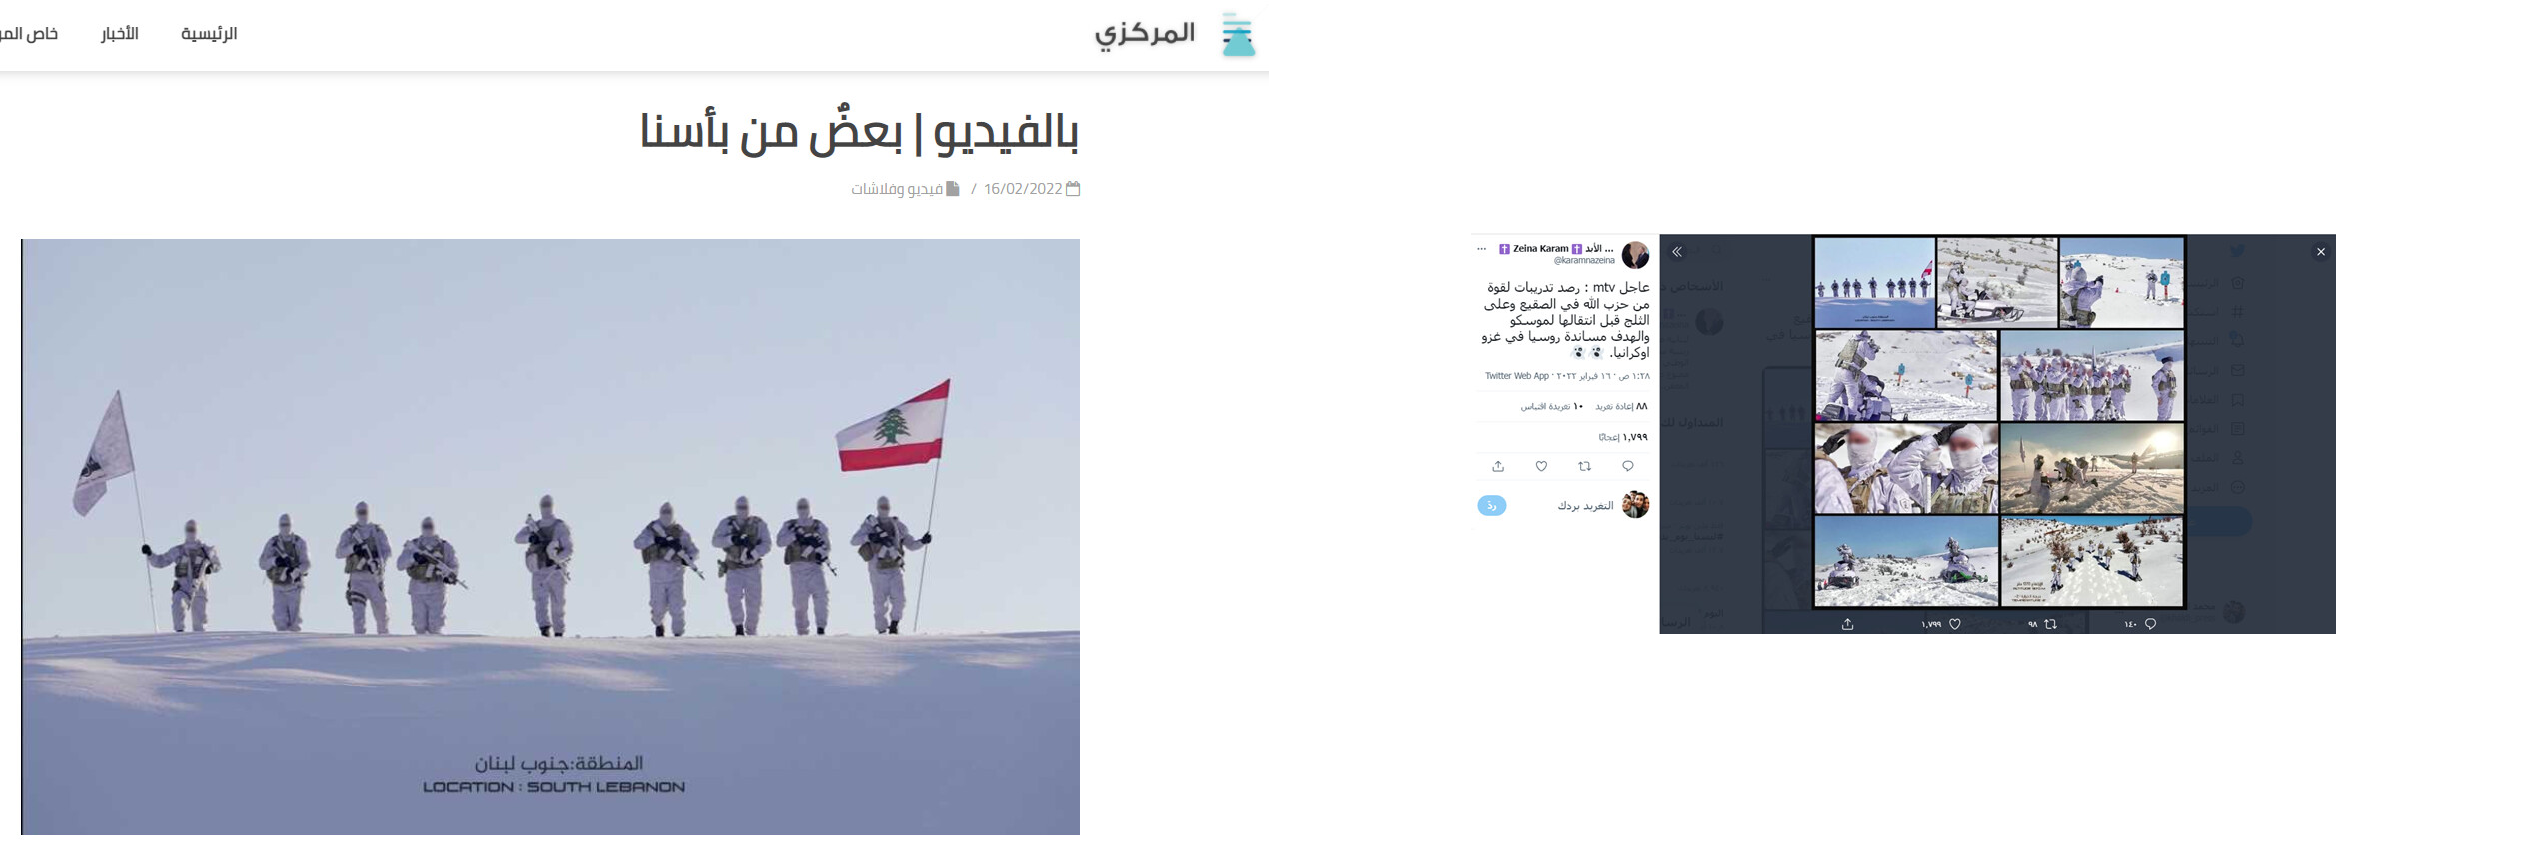 المركزي
الرئيسية
الأخبار
بالفيديو | بعضٌ من بأسنا
16/02/2022 / فيديو وفلاشات
المنطقة:جنوب لبنان
LOCATION : SOUTH LEBANON
... الأبد ✝️ Zeina Karam ✝️
@karamnazeina
عاجل mtv : رصد تدريبات لقوة
من حزب الله في الصقيع وعلى
الثلج قبل انتقالها لموسكو
والهدف مساندة روسيا في غزو
اوكرانيا.
١:٢٨ ص · ١٦ فبراير ٢٠٢٢ · Twitter Web App
٨٨ إعادة تغريد ١٠ تغريدة اقتباس
١,٧٩٩ إعجابًا
التغريد بردك
ردّ
١٤٠
٩٨
١,٧٩٩